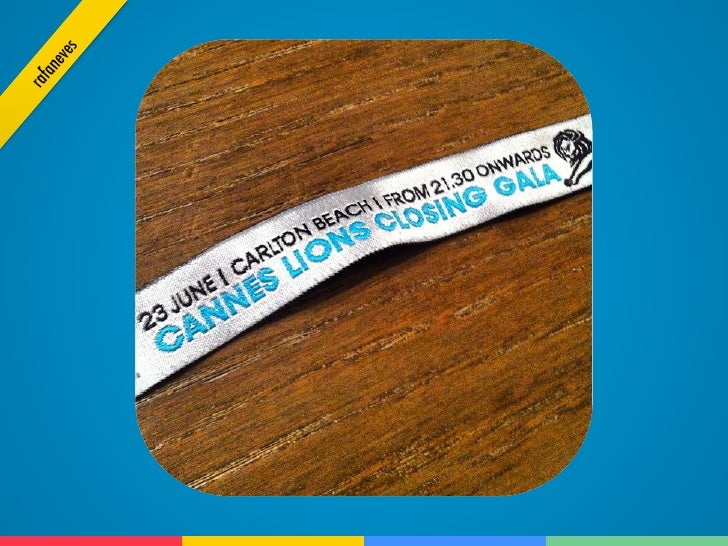 rafaneves
23 JUNE | CARLTON BEACH | FROM 21.30 ONWARDS
CANNES LIONS CLOSING GALA